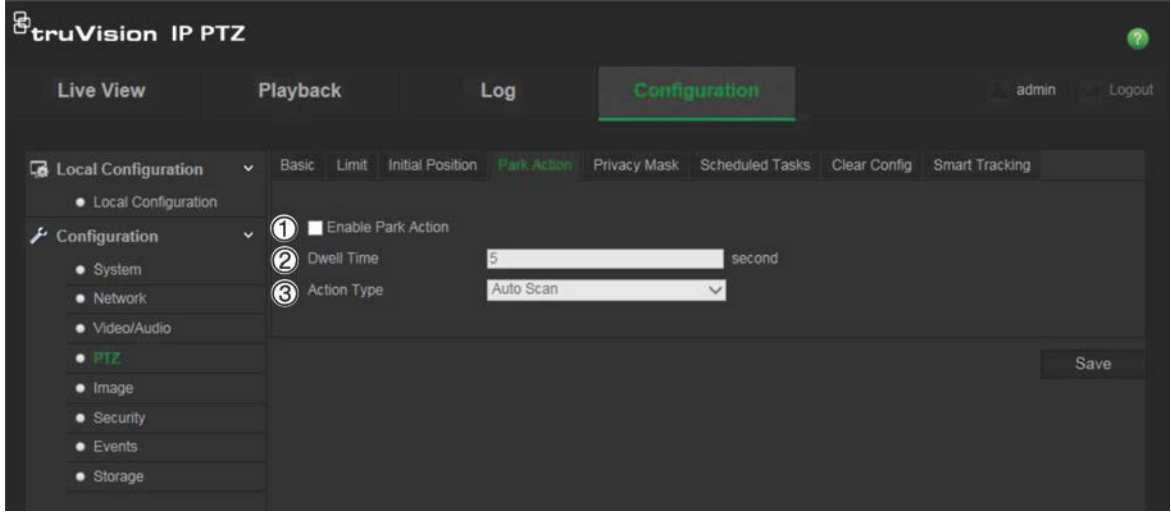 truVision IP PTZ
?
Live View Playback Log Configuration admin Logout
Local Configuration
Local Configuration
Configuration
System
Network
Video/Audio
PTZ
Image
Security
Events
Storage
Basic Limit Initial Position Park Action Privacy Mask Scheduled Tasks Clear Config Smart Tracking
① Enable Park Action
② Dwell Time 5 second
③ Action Type Auto Scan
Save